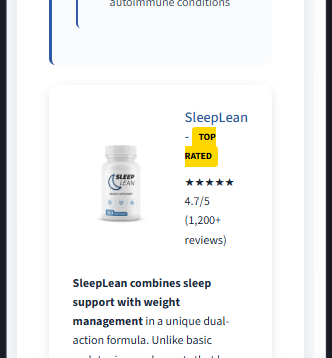 autoimmune conditions
SleepLean
- TOP
RATED
★★★★★
4.7/5
(1,200+
reviews)
SLEEP
LEAN
SleepLean combines sleep
support with weight
management in a unique dual-
action formula. Unlike basic